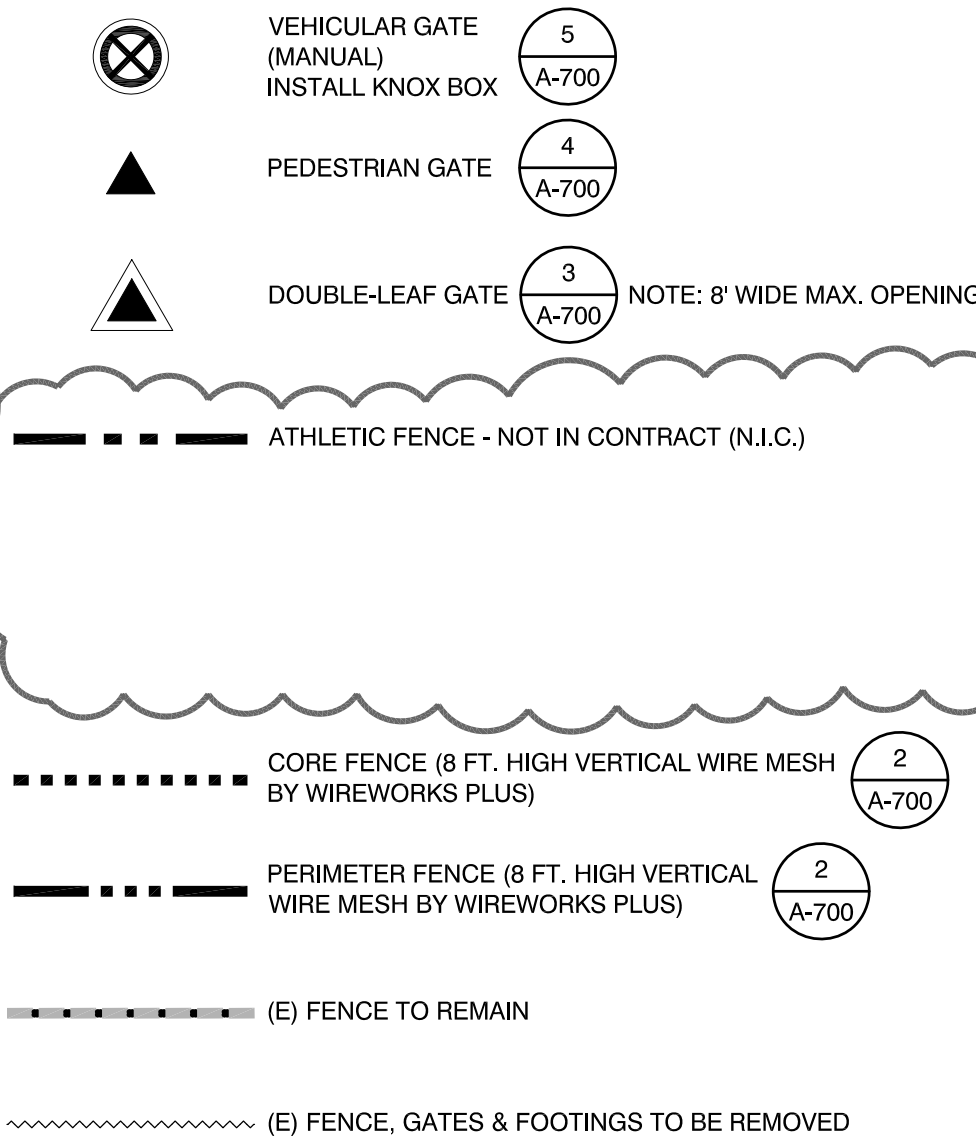 VEHICULAR GATE
(MANUAL)
INSTALL KNOX BOX
5
A-700
PEDESTRIAN GATE
4
A-700
DOUBLE-LEAF GATE
3
A-700
NOTE: 8' WIDE MAX. OPENING
ATHLETIC FENCE - NOT IN CONTRACT (N.I.C.)
CORE FENCE (8 FT. HIGH VERTICAL WIRE MESH
BY WIREWORKS PLUS)
2
A-700
PERIMETER FENCE (8 FT. HIGH VERTICAL
WIRE MESH BY WIREWORKS PLUS)
2
A-700
(E) FENCE TO REMAIN
(E) FENCE, GATES & FOOTINGS TO BE REMOVED